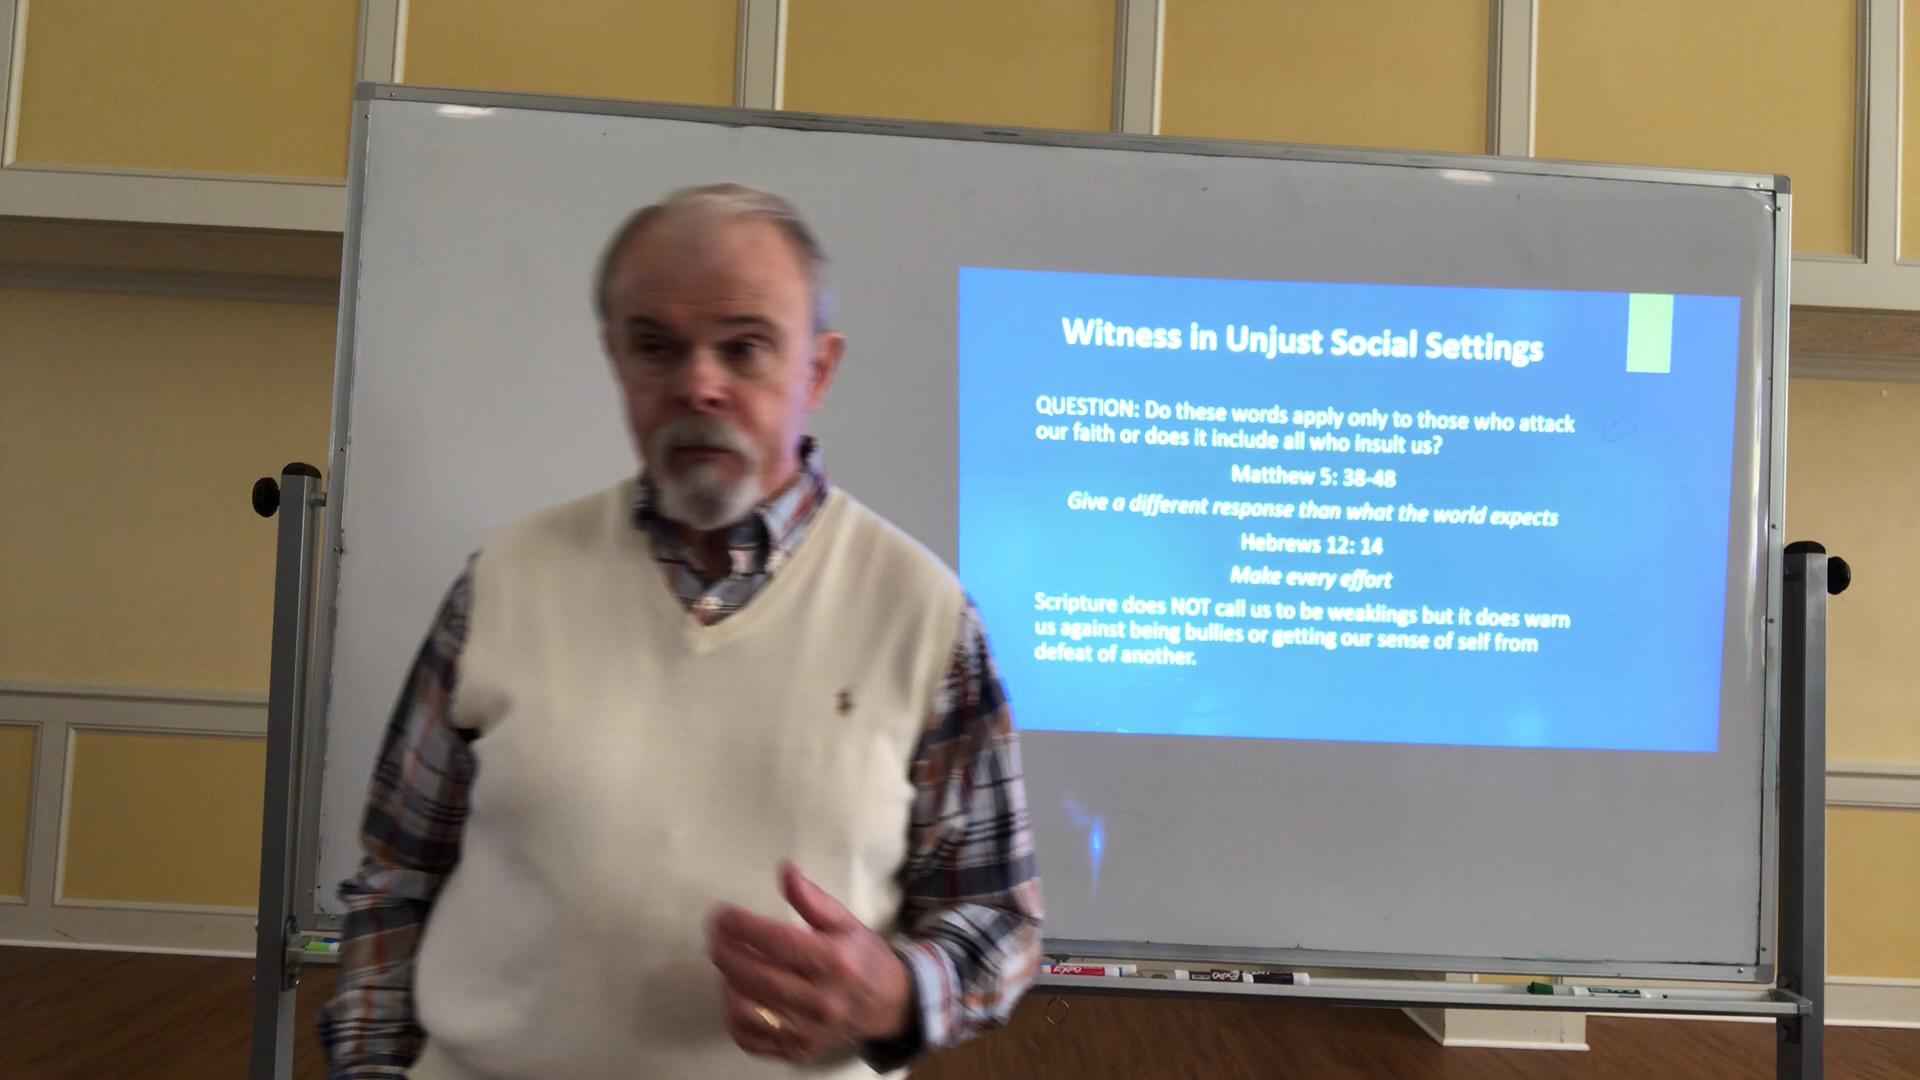 Witness in Unjust Social Settings
QUESTION: Do these words apply only to those who attack
our faith or does it include all who insult us?
Matthew 5: 38-48
Give a different response than what the world expects
Hebrews 12: 14
Make every effort
Scripture does NOT call us to be weaklings but it does warn
us against being bullies or getting our sense of self from
defeat of another.
EXPO
EXPO